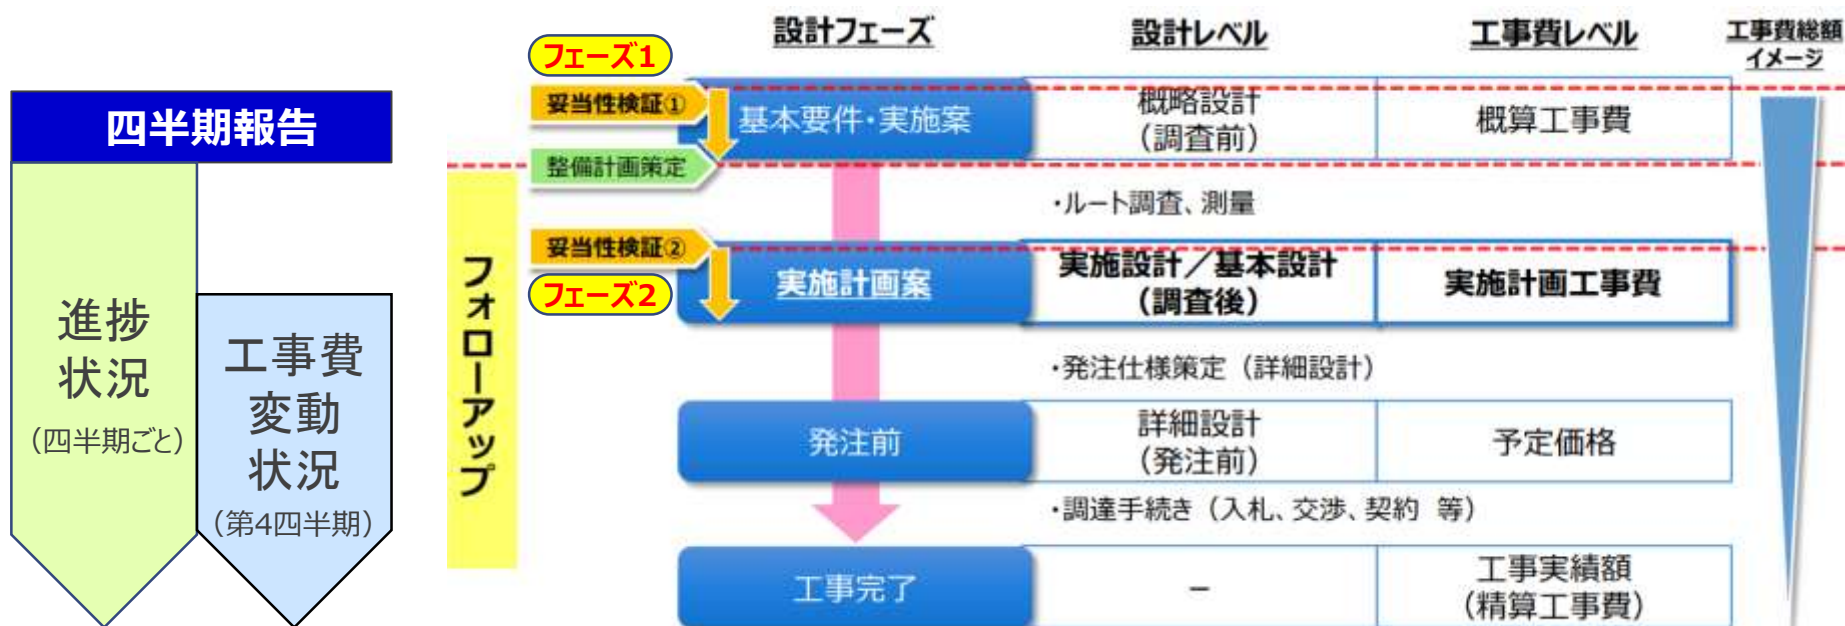 四半期報告
進捗
状況
（四半期ごと）
工事費
変動
状況
（第4四半期）
設計フェーズ
設計レベル
工事費レベル
工事費総額
イメージ
フェーズ1
妥当性検証①
基本要件・実施案
概略設計
（調査前）
概算工事費
整備計画策定
・ルート調査、測量
フォローアップ
妥当性検証②
フェーズ2
実施計画案
実施設計／基本設計
（調査後）
実施計画工事費
・発注仕様策定（詳細設計）
発注前
詳細設計
（発注前）
予定価格
・調達手続き（入札、交渉、契約 等）
工事完了
－
工事実績額
（精算工事費）